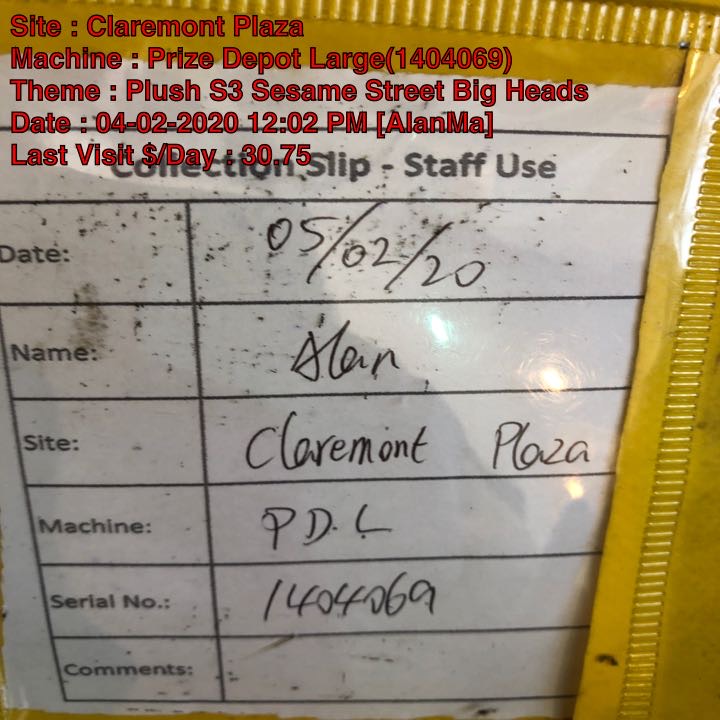 Site : Claremont Plaza
Machine : Prize Depot Large(1404069)
Theme : Plush S3 Sesame Street Big Heads
Date : 04-02-2020 12:02 PM [AlanMa]
Last Visit $/Day : 30.75
Collection Slip - Staff Use
Date: 05/02/20
Name: Alan
Site: Claremont Plaza
Machine: P D. L
Serial No.: 1404069
Comments: